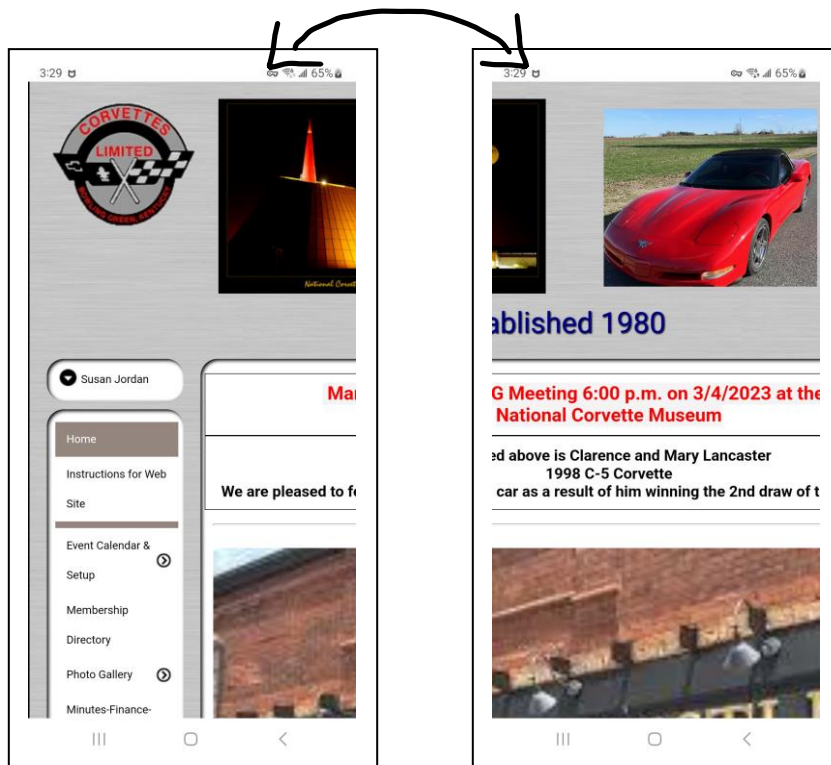 3:29
65%
CORVETTES
LIMITED
BOWLING GREEN, KENTUCKY
National Corvet
Susan Jordan
Mar
Home
Instructions for Web
Site
We are pleased to fe
Event Calendar &
Setup
Membership
Directory
Photo Gallery
Minutes-Finance-
3:29
65%
ablished 1980
G Meeting 6:00 p.m. on 3/4/2023 at the
National Corvette Museum
ed above is Clarence and Mary Lancaster
1998 C-5 Corvette
car as a result of him winning the 2nd draw of t